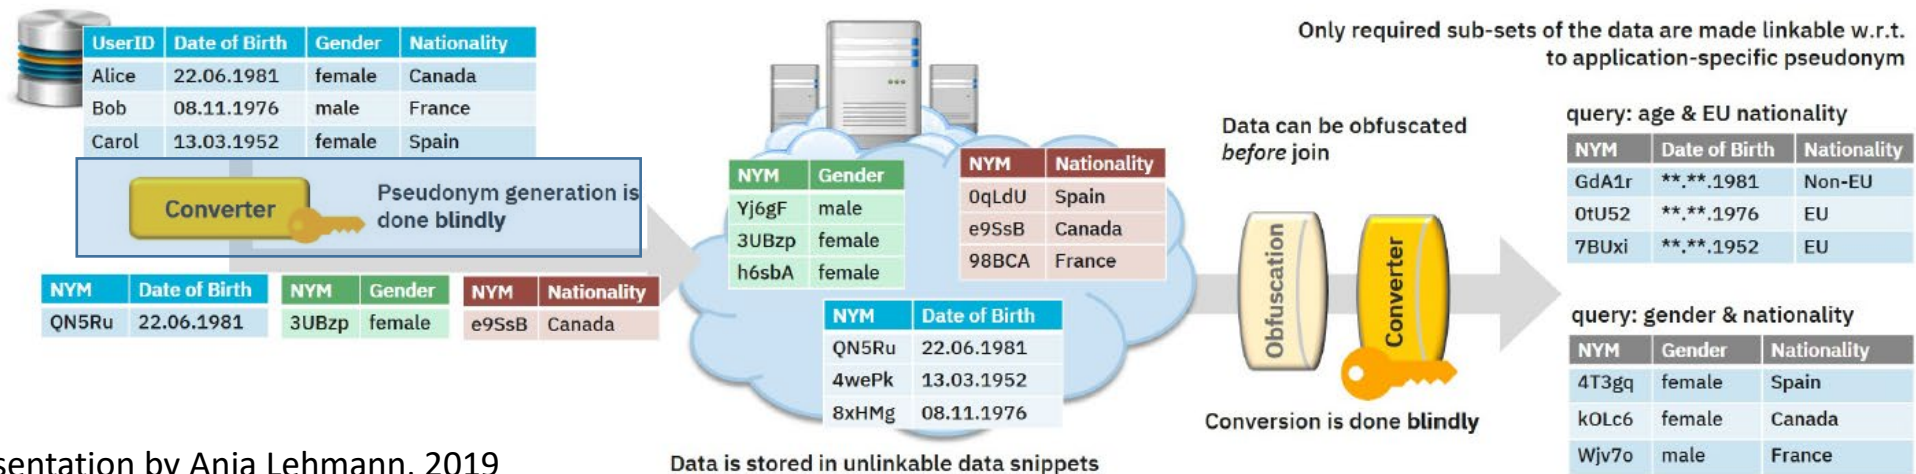 UserID Date of Birth Gender Nationality
Alice 22.06.1981 female Canada
Bob 08.11.1976 male France
Carol 13.03.1952 female Spain
Converter
Pseudonym generation is
done blindly
NYM Date of Birth
QN5Ru 22.06.1981
NYM Gender
3UBzp female
NYM Nationality
e9SsB Canada
sentation by Anja Lehmann, 2019
NYM Gender
Yj6gF male
3UBzp female
h6sbA female
NYM Nationality
0qLdU Spain
e9SsB Canada
98BCA France
NYM Date of Birth
QN5Ru 22.06.1981
4wePk 13.03.1952
8xHMg 08.11.1976
Data is stored in unlinkable data snippets
Data can be obfuscated
before join
Obfuscation
Converter
Conversion is done blindly
Only required sub-sets of the data are made linkable w.r.t.
to application-specific pseudonym
query: age & EU nationality
NYM Date of Birth Nationality
GdA1r **.**.1981 Non-EU
0tU52 **.**.1976 EU
7BUxi **.**.1952 EU
query: gender & nationality
NYM Gender Nationality
4T3gq female Spain
kOLc6 female Canada
Wjv7o male France